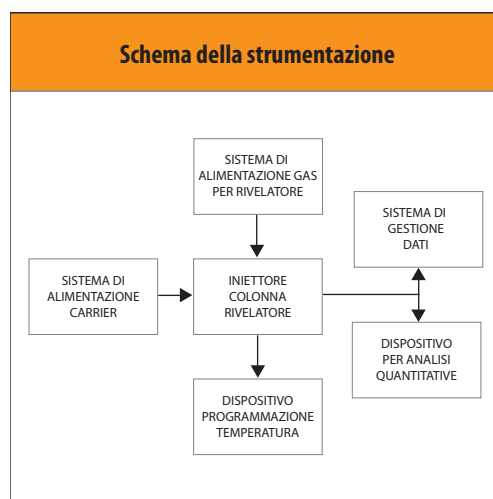 Schema della strumentazione
SISTEMA DI
ALIMENTAZIONE GAS
PER RIVELATORE
SISTEMA DI
GESTIONE
DATI
SISTEMA DI
ALIMENTAZIONE
CARRIER
INIETTORE
COLONNA
RIVELATORE
DISPOSITIVO
PER ANALISI
QUANTITATIVE
DISPOSITIVO
PROGRAMMAZIONE
TEMPERATURA